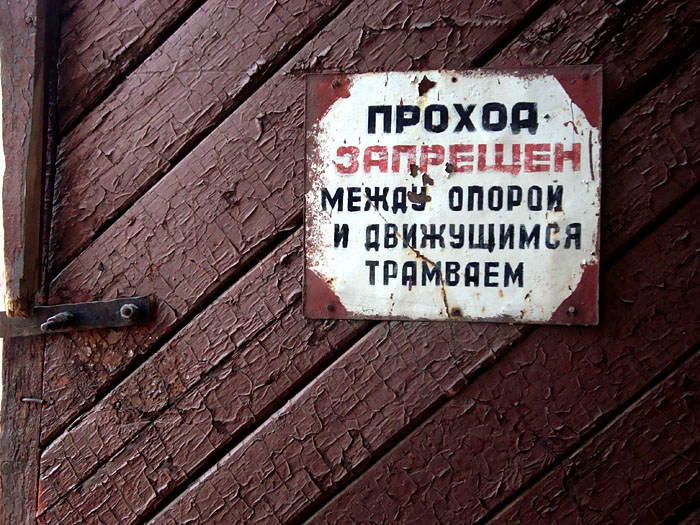 ПРОХОД
ЗАПРЕЩЕН
МЕЖДУ ОПОРОЙ
И ДВИЖУЩИМСЯ
ТРАМВАЕМ